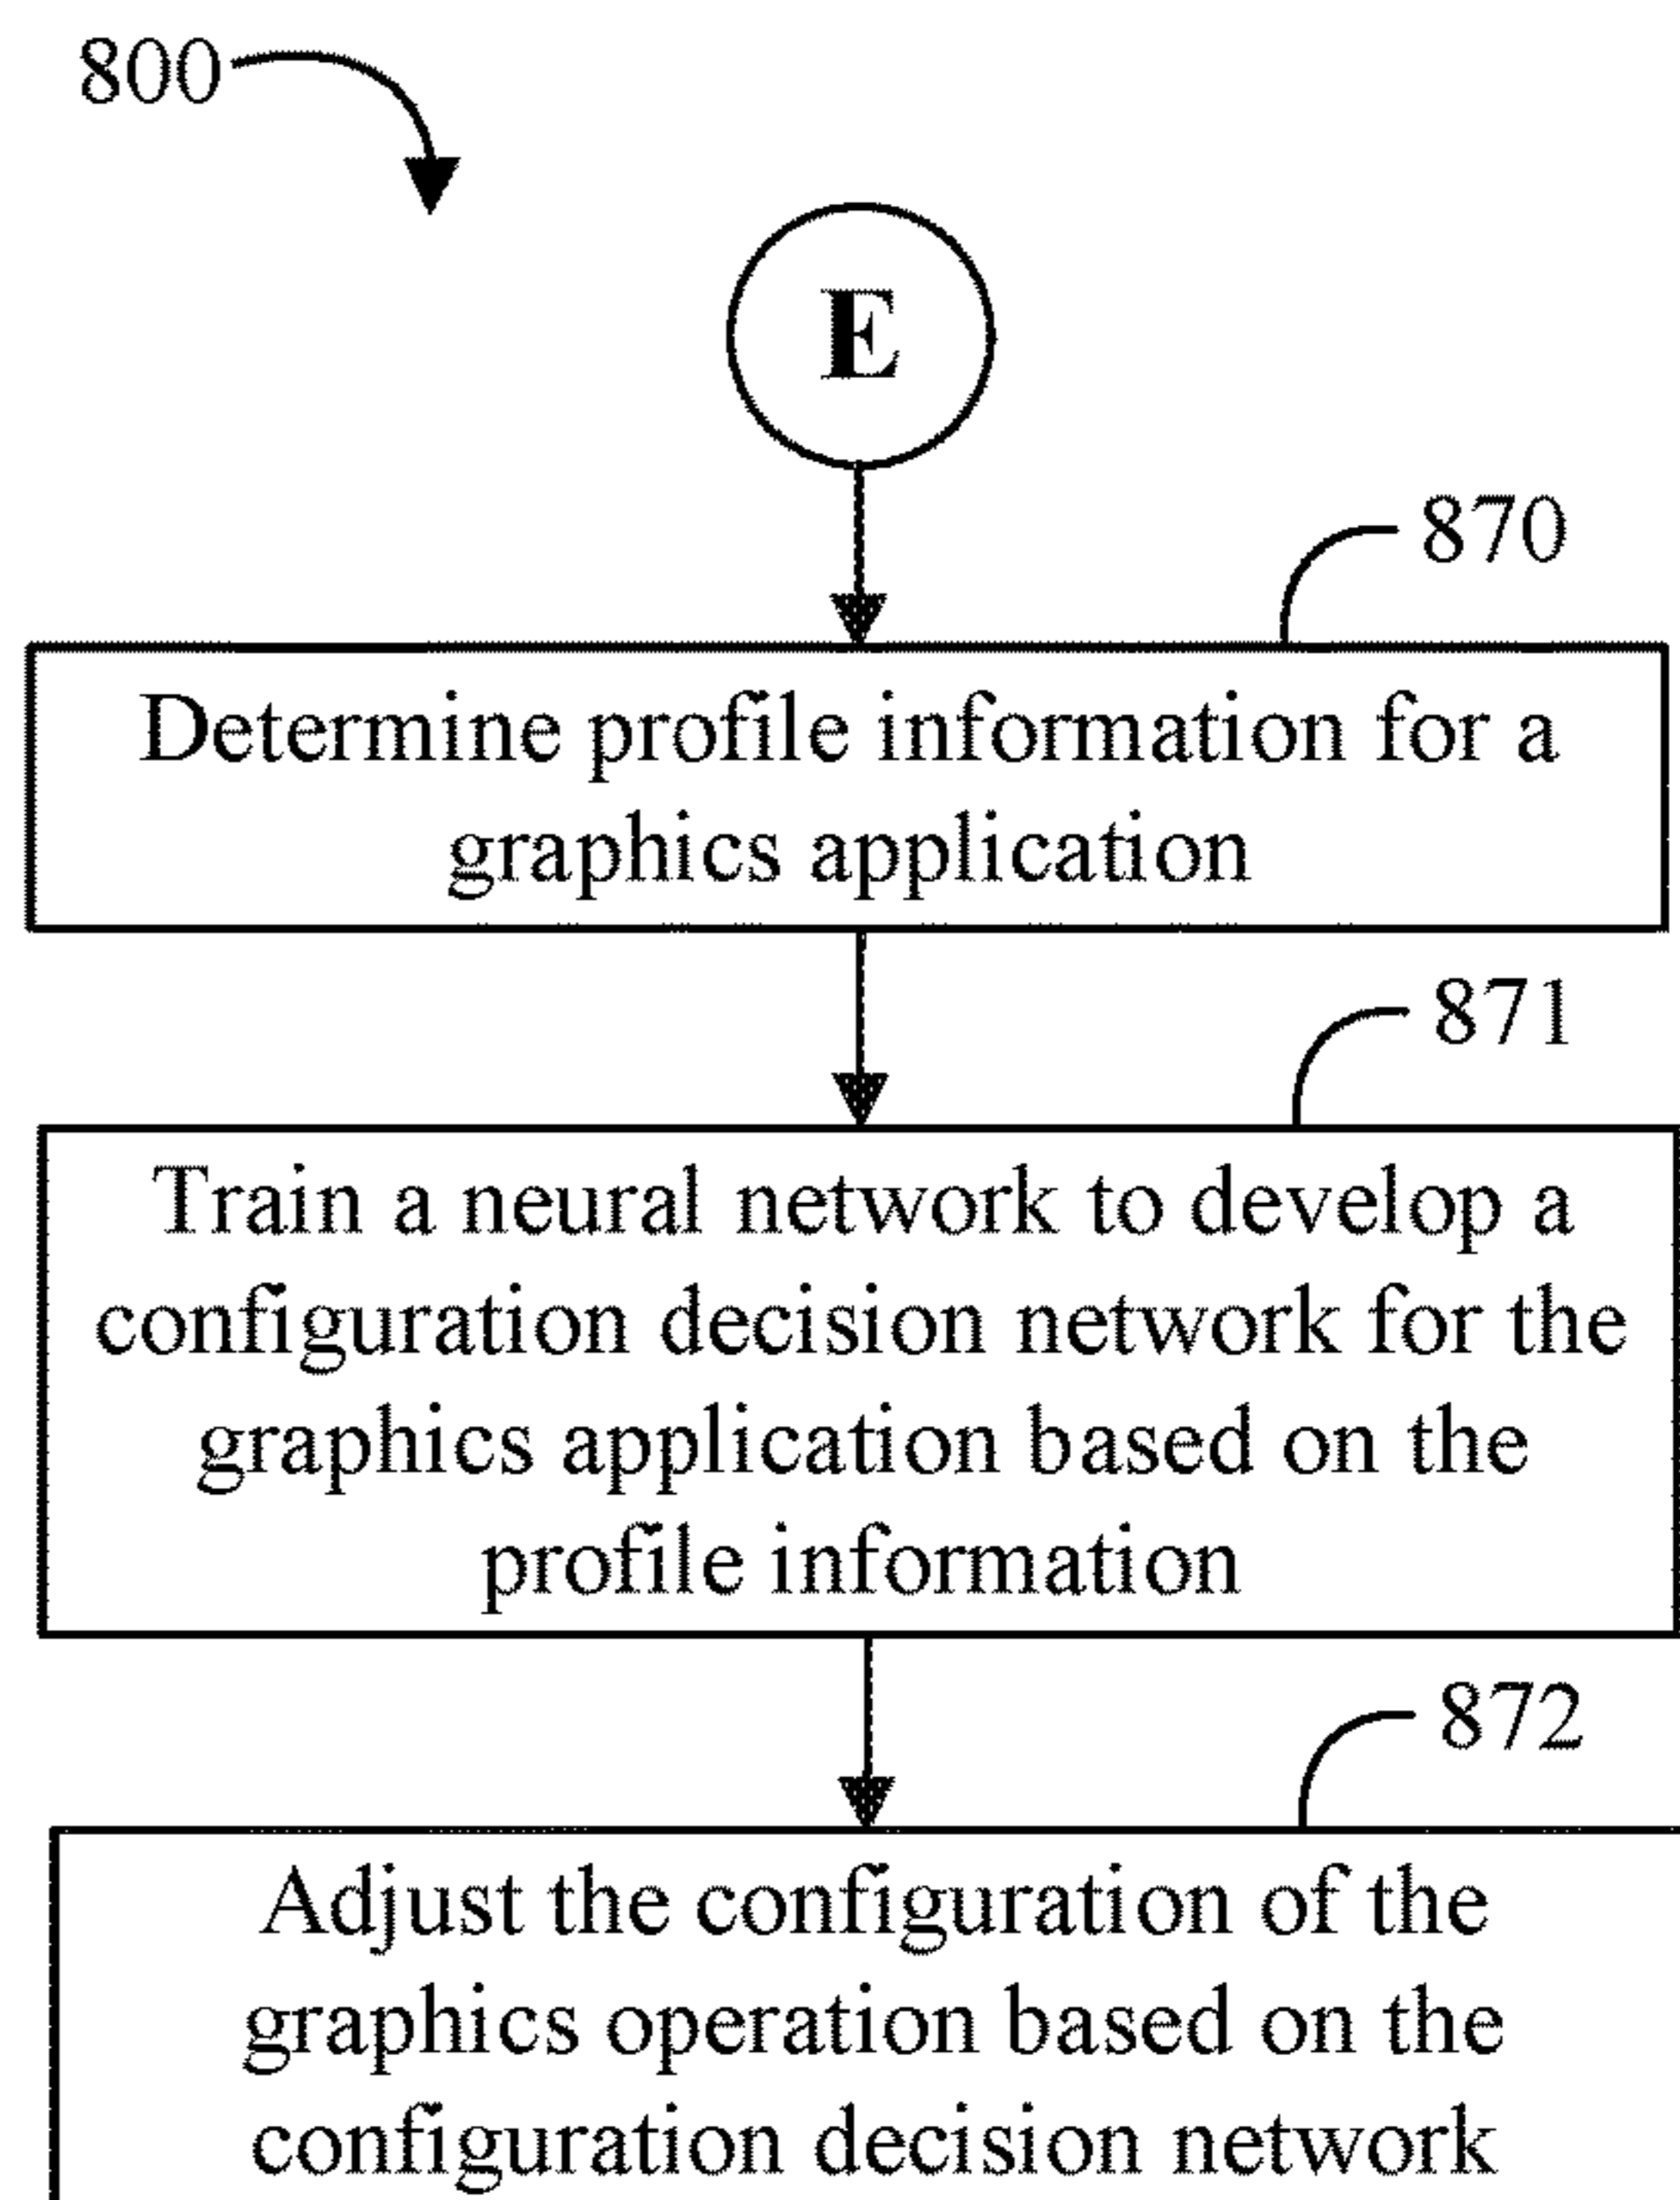 800
E
870
Determine profile information for a
graphics application
871
Train a neural network to develop a
configuration decision network for the
graphics application based on the
profile information
872
Adjust the configuration of the
graphics operation based on the
configuration decision network